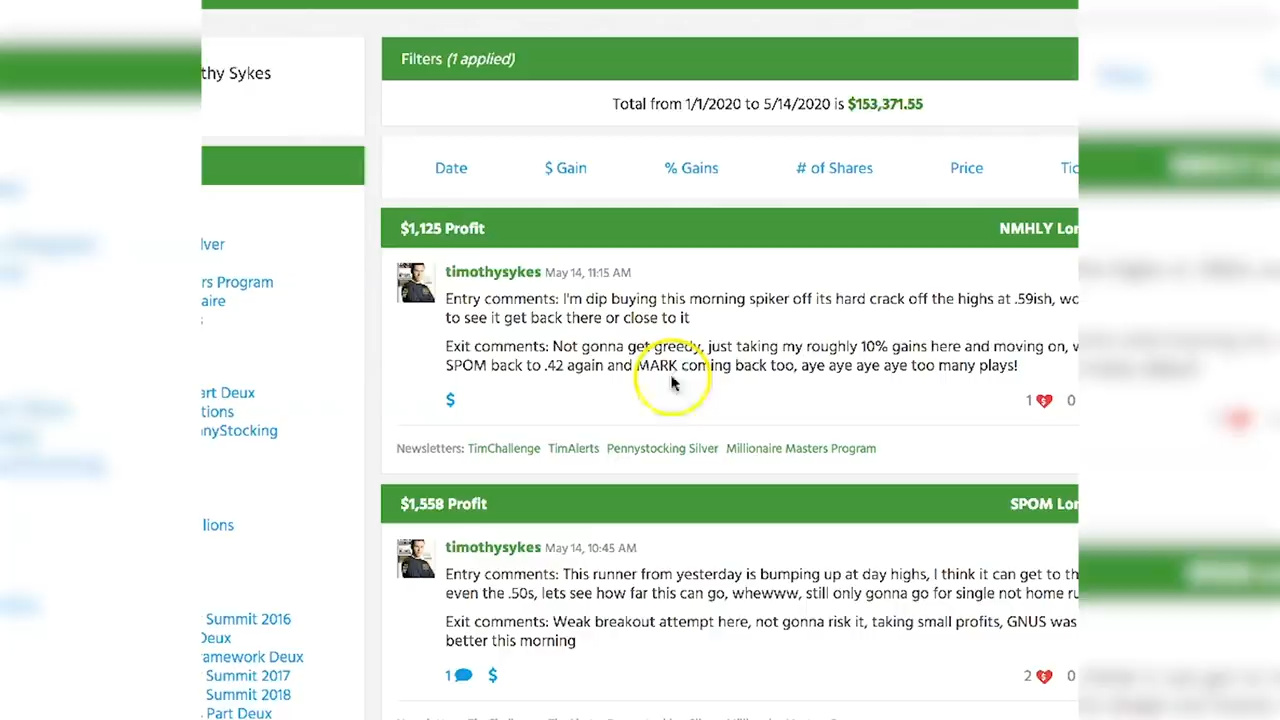 thy Sykes
Filters (1 applied)
Total from 1/1/2020 to 5/14/2020 is $153,371.55
Date $ Gain % Gains # of Shares Price Tic
$1,125 Profit NMHLY Lon
lver
rs Program
aire
timothysykes May 14, 11:15 AM
Entry comments: I'm dip buying this morning spiker off its hard crack off the highs at .59ish, wo
to see it get back there or close to it
Exit comments: Not gonna get greedy, just taking my roughly 10% gains here and moving on, w
SPOM back to .42 again and MARK coming back too, aye aye aye aye too many plays!
$ 1 0
art Deux
tions
nnyStocking
Newsletters: TimChallenge TimAlerts Pennystocking Silver Millionaire Masters Program
$1,558 Profit SPOM Lon
llions
timothysykes May 14, 10:45 AM
Entry comments: This runner from yesterday is bumping up at day highs, I think it can get to th
even the .50s, lets see how far this can go, whewww, still only gonna go for single not home ru
Exit comments: Weak breakout attempt here, not gonna risk it, taking small profits, GNUS was
better this morning
1 $ 2 0
Summit 2016
Deux
ramework Deux
Summit 2017
Summit 2018
Part Deux